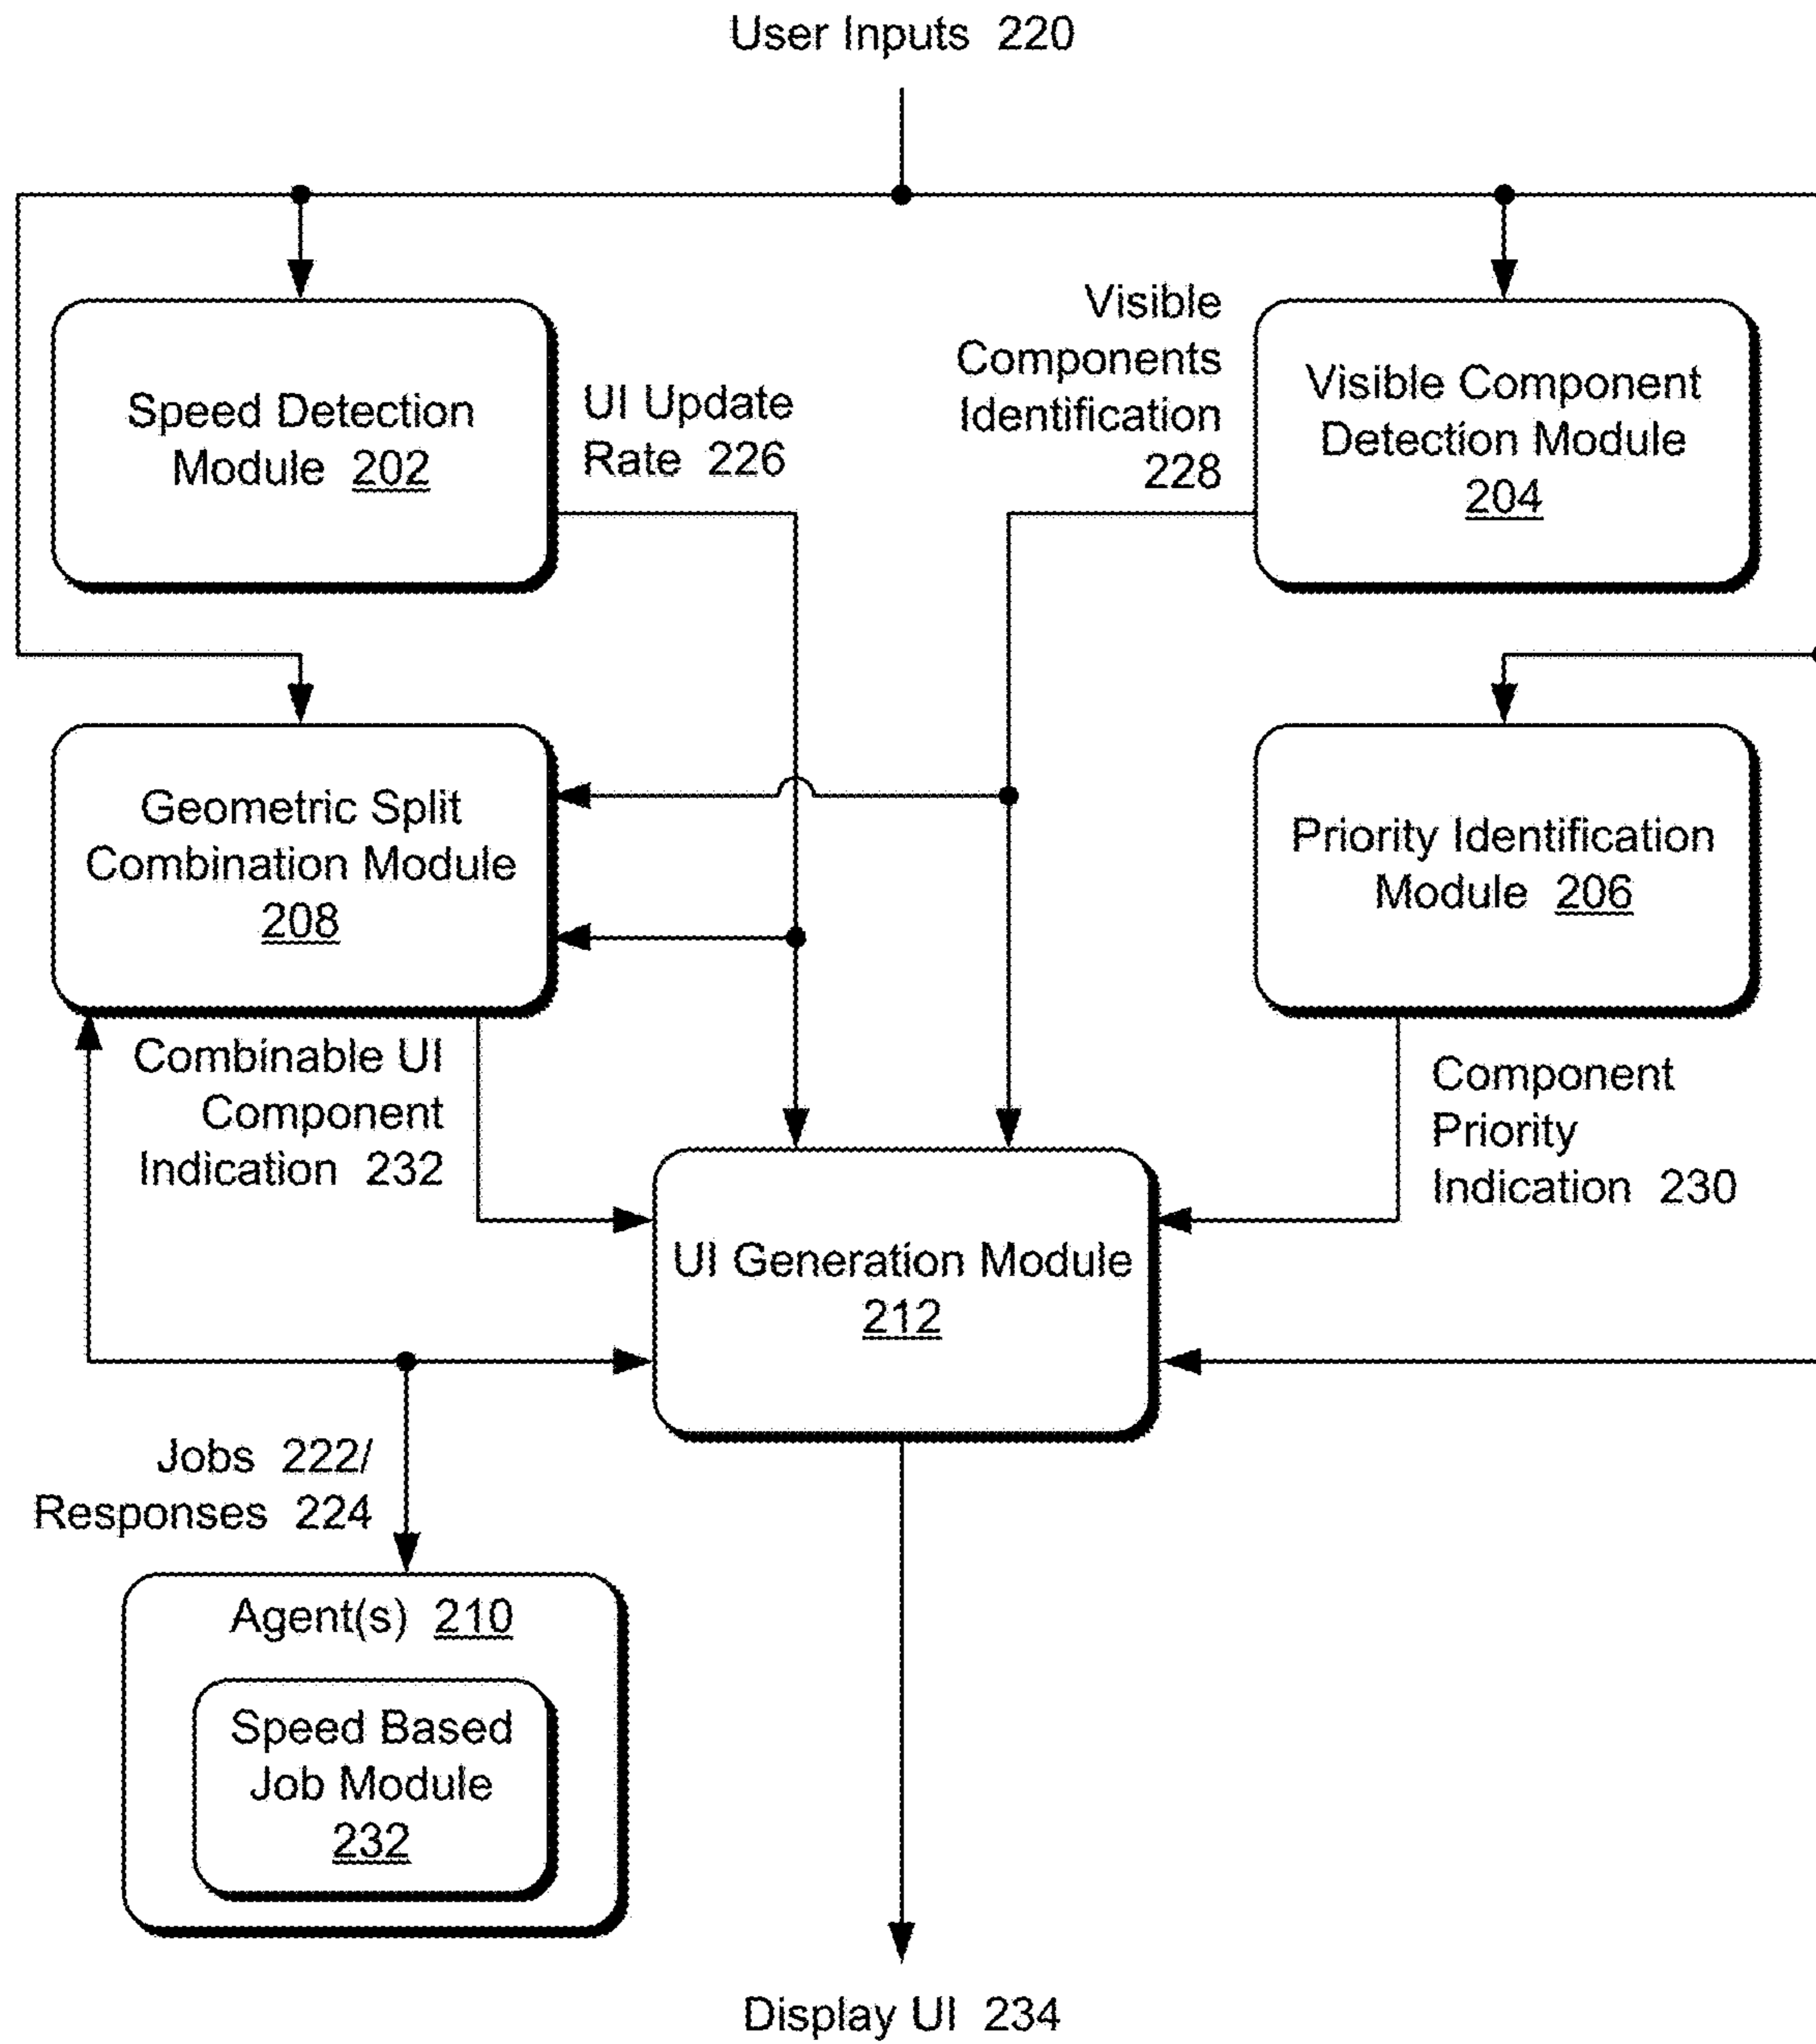 User Inputs 220
Speed Detection
Module 202
UI Update
Rate 226
Visible
Components
Identification
228
Visible Component
Detection Module
204
Geometric Split
Combination Module
208
Priority Identification
Module 206
Combinable UI
Component
Indication 232
Component
Priority
Indication 230
UI Generation Module
212
Jobs 222/
Responses 224
Agent(s) 210
Speed Based
Job Module
232
Display UI 234